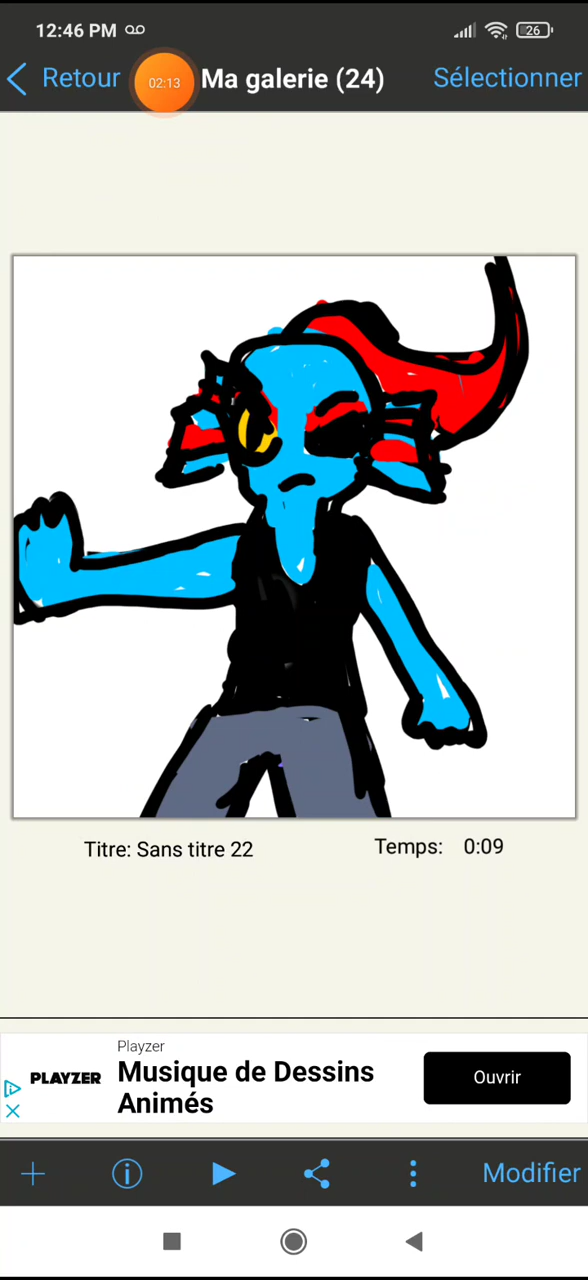 12:46 PM
26
Retour
02:13
Ma galerie (24)
Sélectionner
Titre: Sans titre 22
Temps: 0:09
Playzer
PLAYZER
Musique de Dessins
Animés
Ouvrir
Modifier